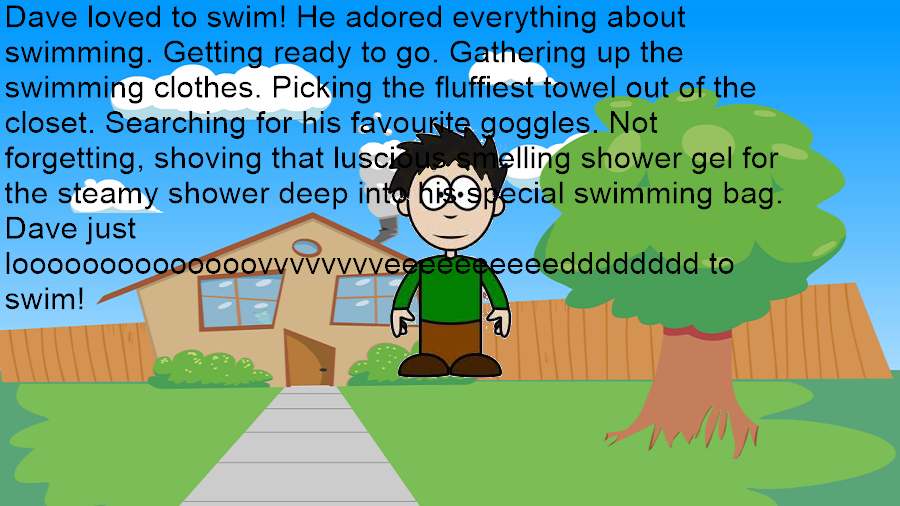 Dave loved to swim! He adored everything about
swimming. Getting ready to go. Gathering up the
swimming clothes. Picking the fluffiest towel out of the
closet. Searching for his favourite goggles. Not
forgetting, shoving that luscious smelling shower gel for
the steamy shower deep into his special swimming bag.
Dave just
looooooooooooooovvvvvvvveeeeeeeeeedddddddd to
swim!